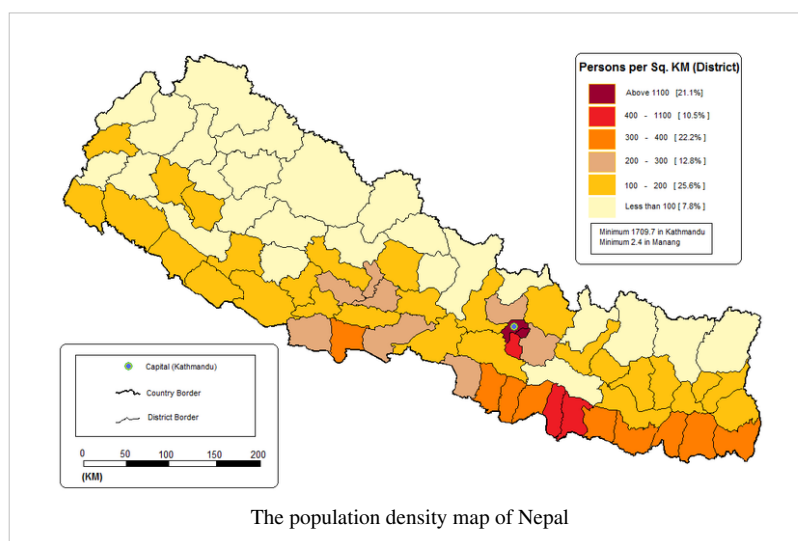 Persons per Sq. KM (District)
Above 1100 [21.1%]
400 - 1100 [ 10.5%]
300 - 400 [ 22.2%]
200 - 300 [ 12.8%]
100 - 200 [ 25.6%]
Less than 100 [ 7.8%]
Minimum 1709.7 in Kathmandu
Minimum 2.4 in Manang
Capital (Kathmandu)
Country Border
District Border
0 50 100 150 200
(KM)
The population density map of Nepal